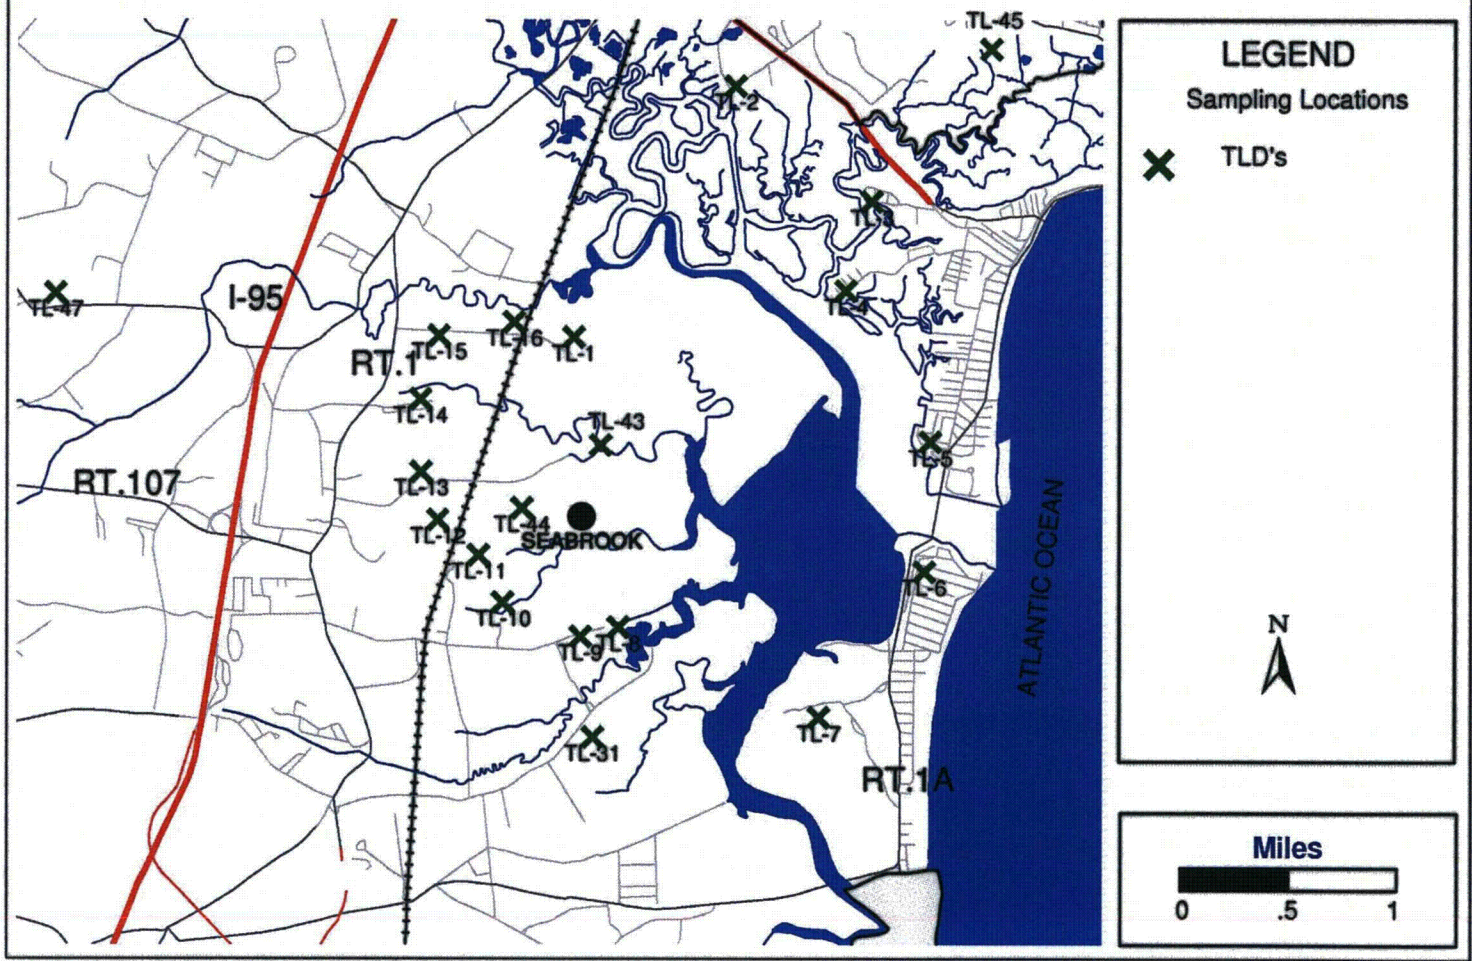 TL-45
TL-2
TL-3
TL-47
I-95
TL-4
TL-16
TL-15
TL-1
RT.1
TL-14
TL-43
TL-5
TL-13
RT.107
TL-44
TL-12
SEABROOK
TL-11
TL-6
TL-10
TL-9
TL-8
ATLANTIC OCEAN
TL-7
TL-31
RT.1A
LEGEND
Sampling Locations
TLD's
N
Miles
0 .5 1